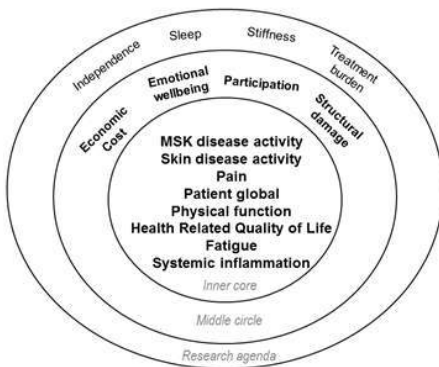 Independence
Sleep
Stiffness
Treatment
burden
Economic
Cost
Emotional
wellbeing
Participation
Structural
damage
MSK disease activity
Skin disease activity
Pain
Patient global
Physical function
Health Related Quality of Life
Fatigue
Systemic inflammation
Inner core
Middle circle
Research agenda